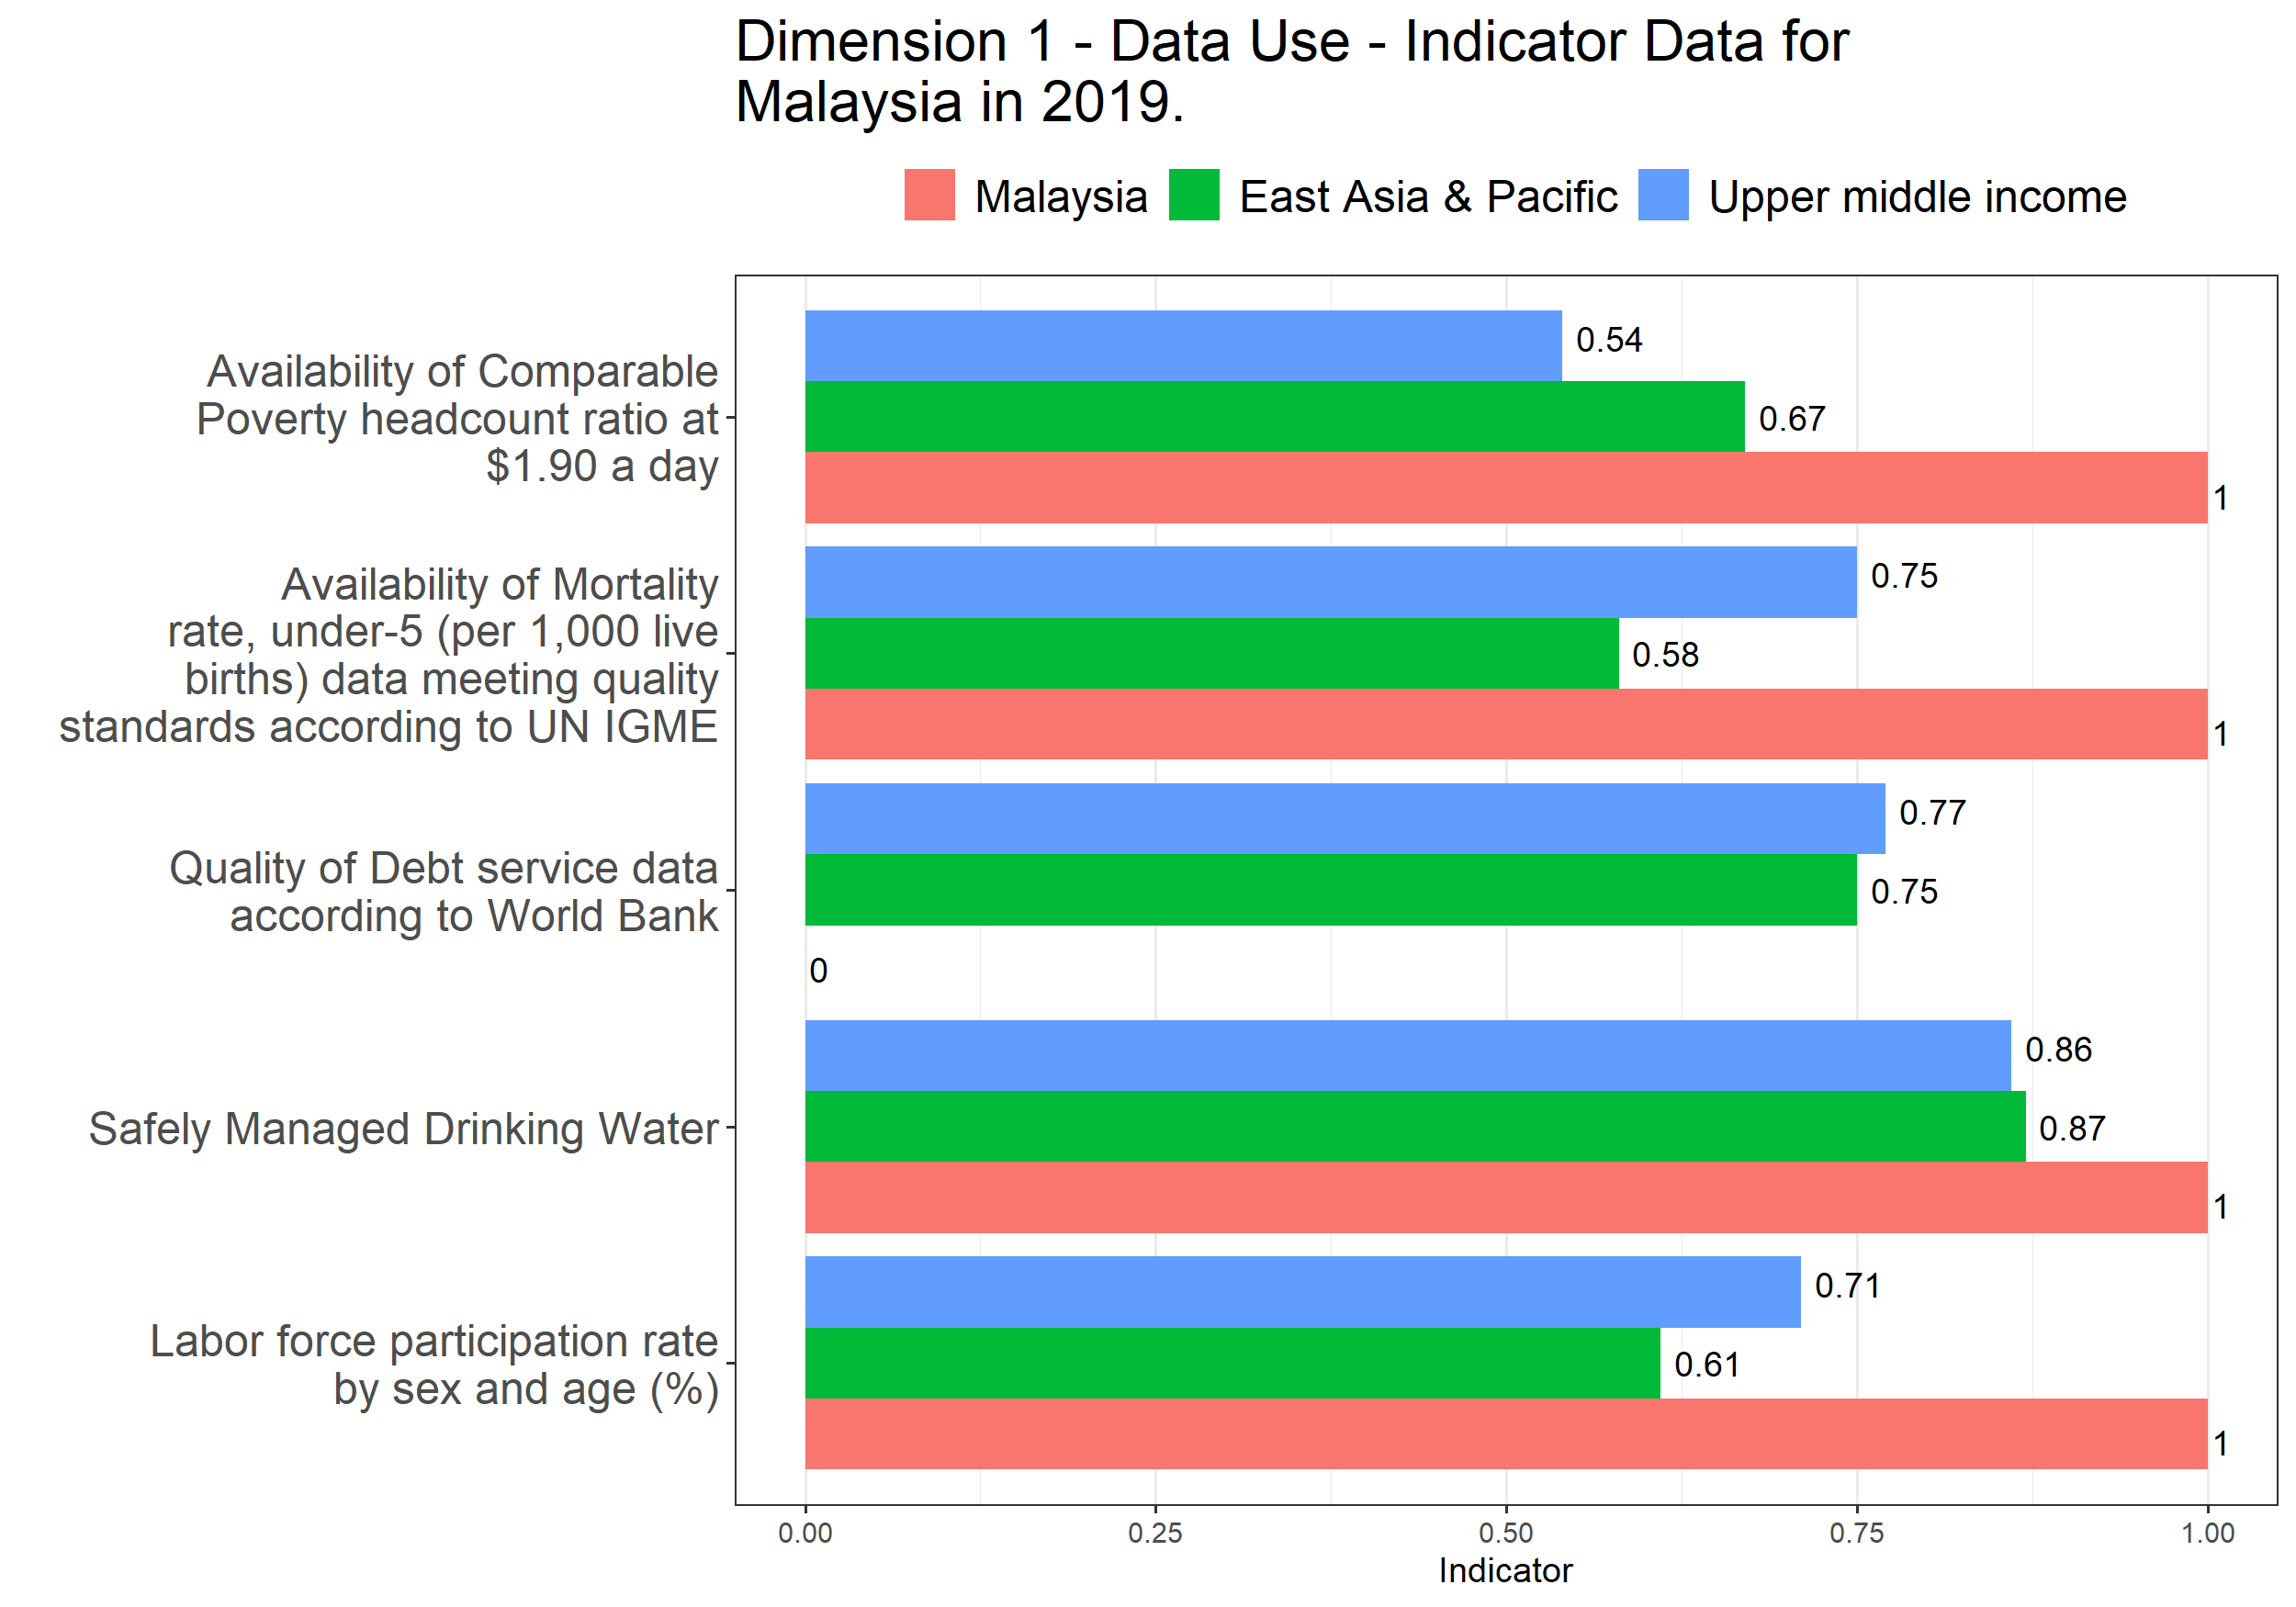 Dimension 1 - Data Use - Indicator Data for
Malaysia in 2019.
Malaysia
East Asia & Pacific
Upper middle income
Availability of Comparable
Poverty headcount ratio at
$1.90 a day
0.54
0.67
1
Availability of Mortality
rate, under-5 (per 1,000 live
births) data meeting quality
standards according to UN IGME
0.75
0.58
1
Quality of Debt service data
according to World Bank
0.77
0.75
0
Safely Managed Drinking Water
0.86
0.87
1
Labor force participation rate
by sex and age (%)
0.71
0.61
1
0.00
0.25
0.50
0.75
1.00
Indicator